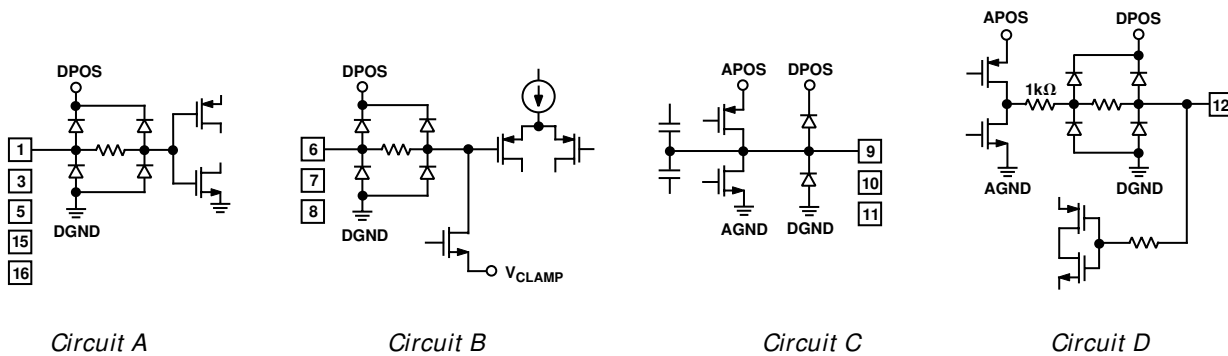 DPOS
1
3
5
15
16
DGND
Circuit A
DPOS
6
7
8
DGND
VCLAMP
Circuit B
APOS
DPOS
9
10
11
AGND
DGND
Circuit C
APOS
DPOS
1kΩ
12
AGND
DGND
Circuit D